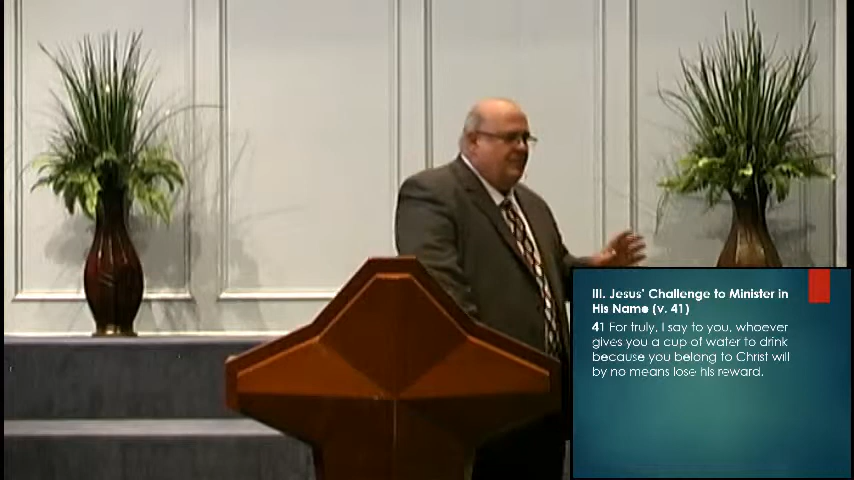 III. Jesus' Challenge to Minister in
His Name (v. 41)
41 For truly, I say to you, whoever
gives you a cup of water to drink
because you belong to Christ will
by no means lose his reward.